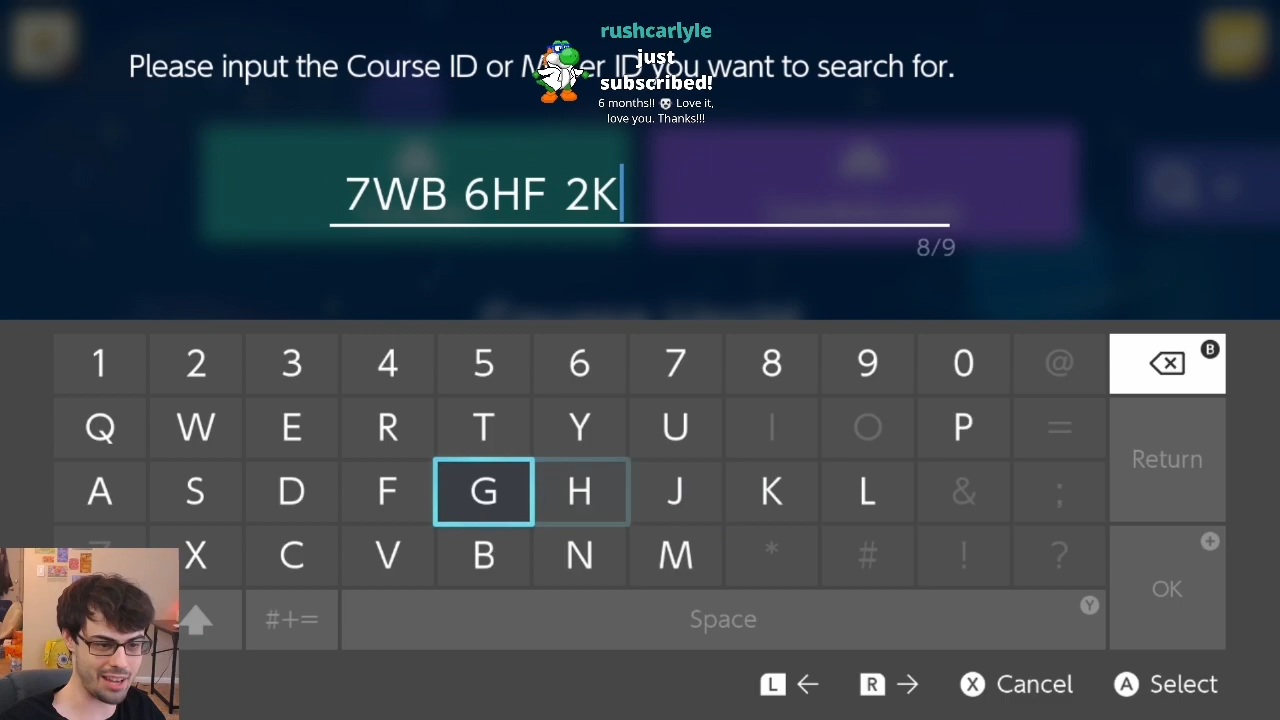 rushcarlyle
just
subscribed!
6 months!! Love it,
love you. Thanks!!!
Please input the Course ID or M er ID you want to search for.
7WB 6HF 2K
8/9
1 2 3 4 5 6 7 8 9 0 @ B
Q W E R T Y U I O P = Return
A S D F G H J K L & ;
X C V B N M * # ! ? +
#+= Space Y OK
L ← R → X Cancel A Select